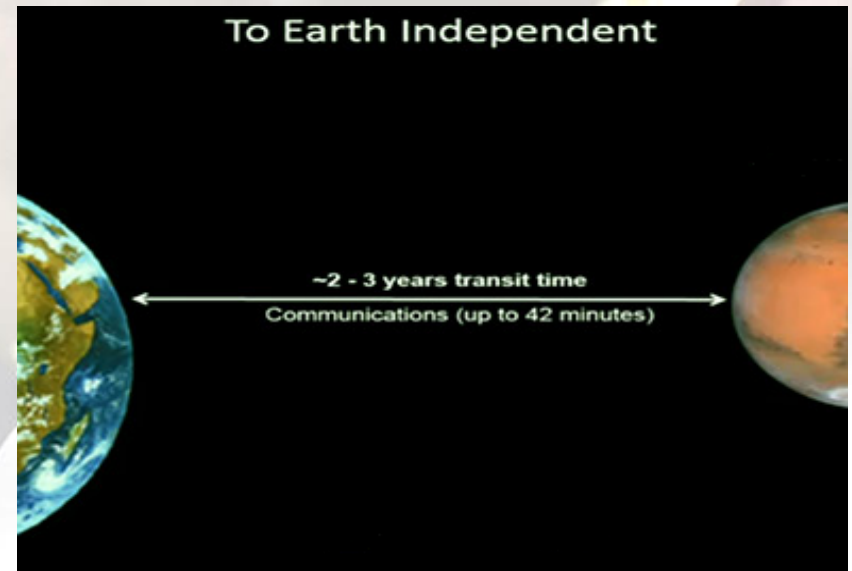 To Earth Independent
~2 - 3 years transit time
Communications (up to 42 minutes)